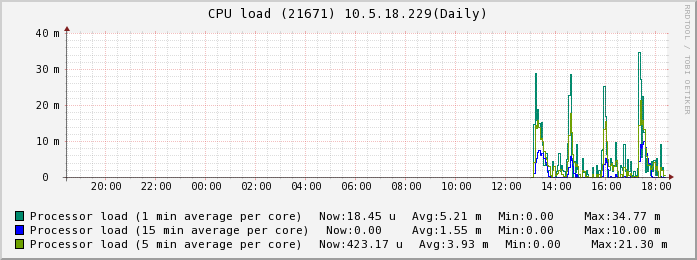 CPU load (21671) 10.5.18.229(Daily)
RRDTOOL / TOBI OETIKER
40 m
30 m
20 m
10 m
0
20:00 22:00 00:00 02:00 04:00 06:00 08:00 10:00 12:00 14:00 16:00 18:00
Processor load (1 min average per core) Now:18.45 u Avg:5.21 m Min:0.00 Max:34.77 m
Processor load (15 min average per core) Now:0.00 Avg:1.55 m Min:0.00 Max:10.00 m
Processor load (5 min average per core) Now:423.17 u Avg:3.93 m Min:0.00 Max:21.30 m